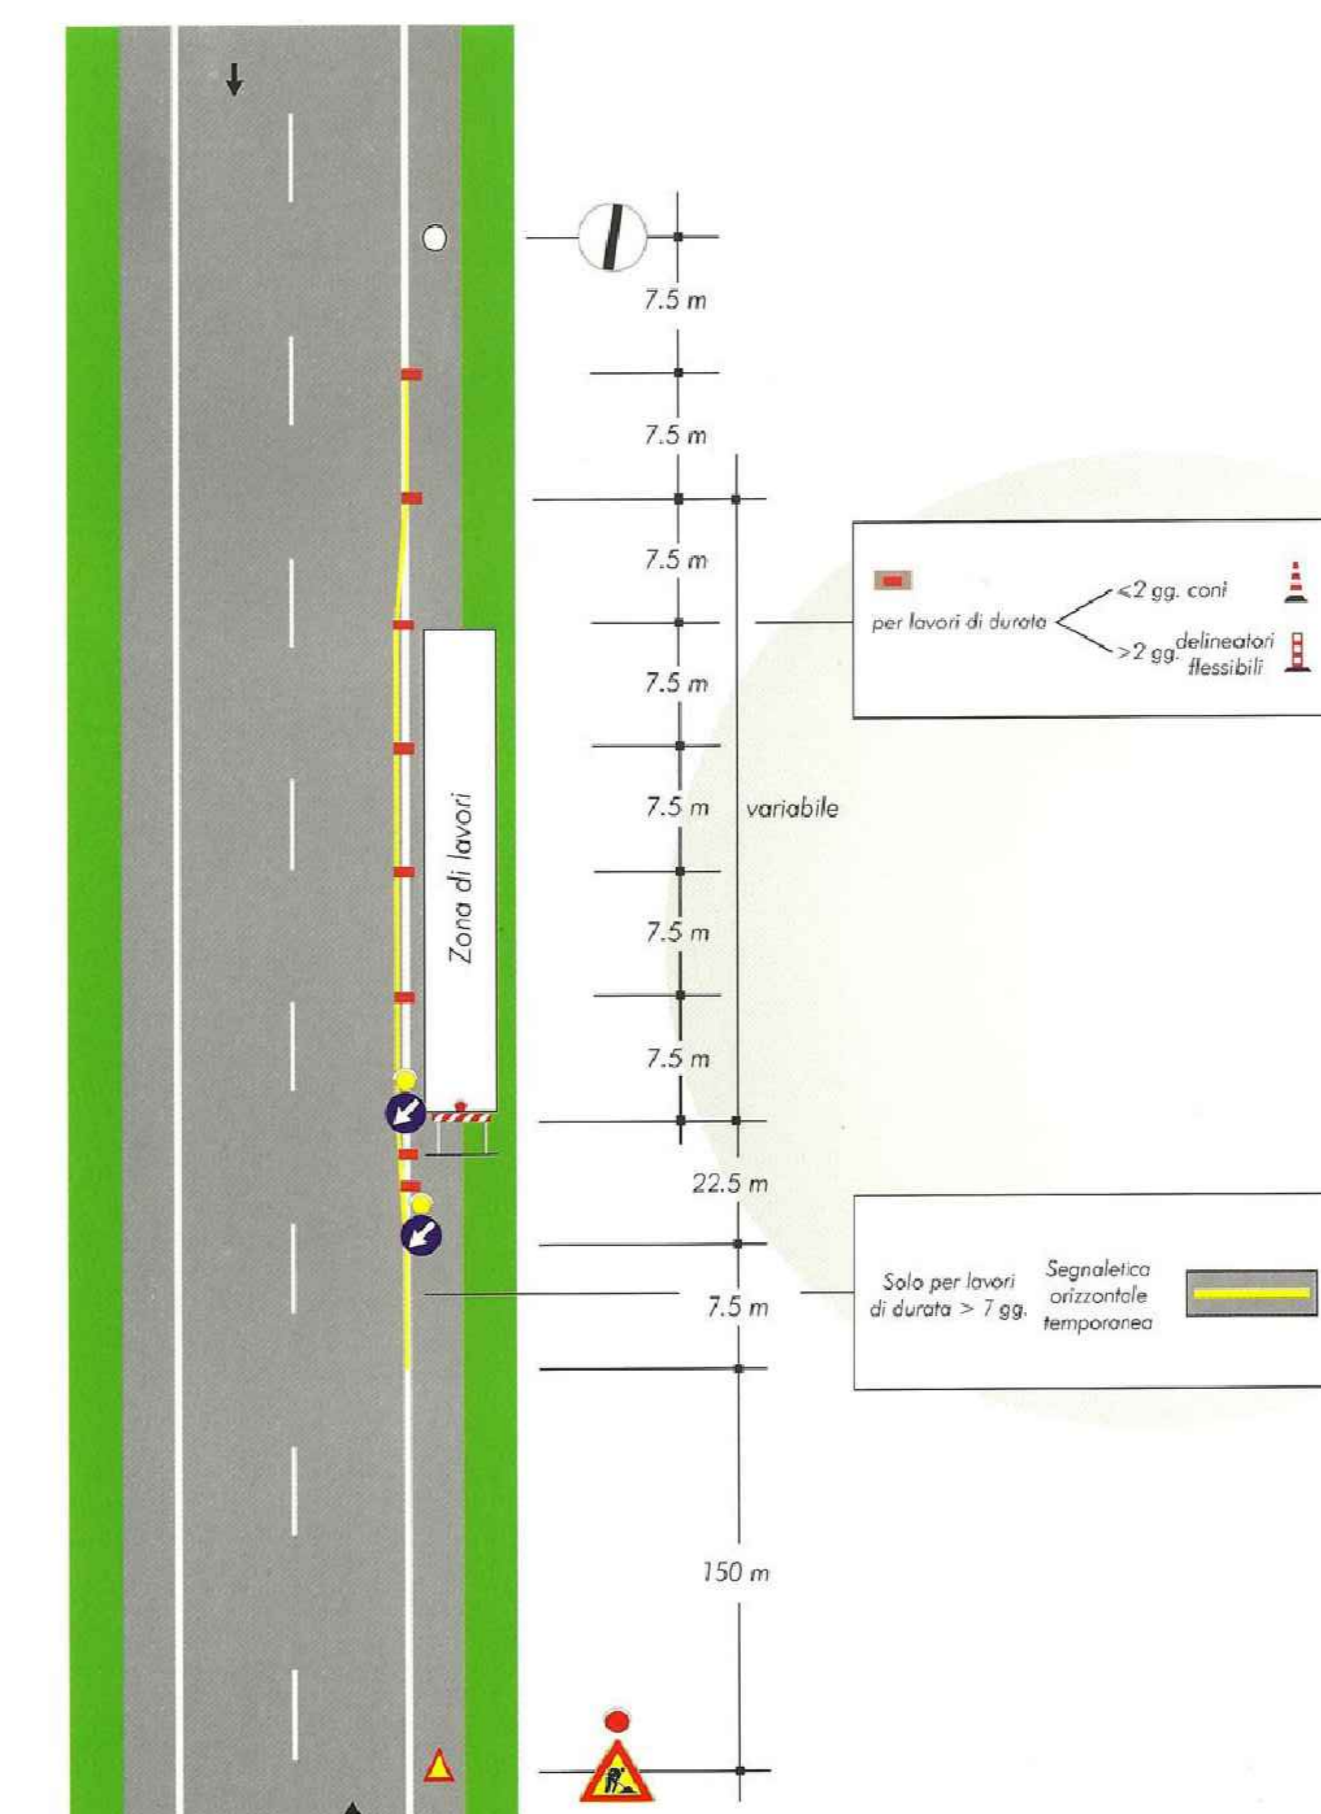 7.5 m
7.5 m
7.5 m
≤2 gg. coni
per lavori di durata
>2 gg. delineatori
flessibili
7.5 m
7.5 m
variabile
Zona di lavori
7.5 m
7.5 m
22.5 m
Solo per lavori
di durata > 7 gg.
Segnaletica
orizzontale
temporanea
7.5 m
150 m